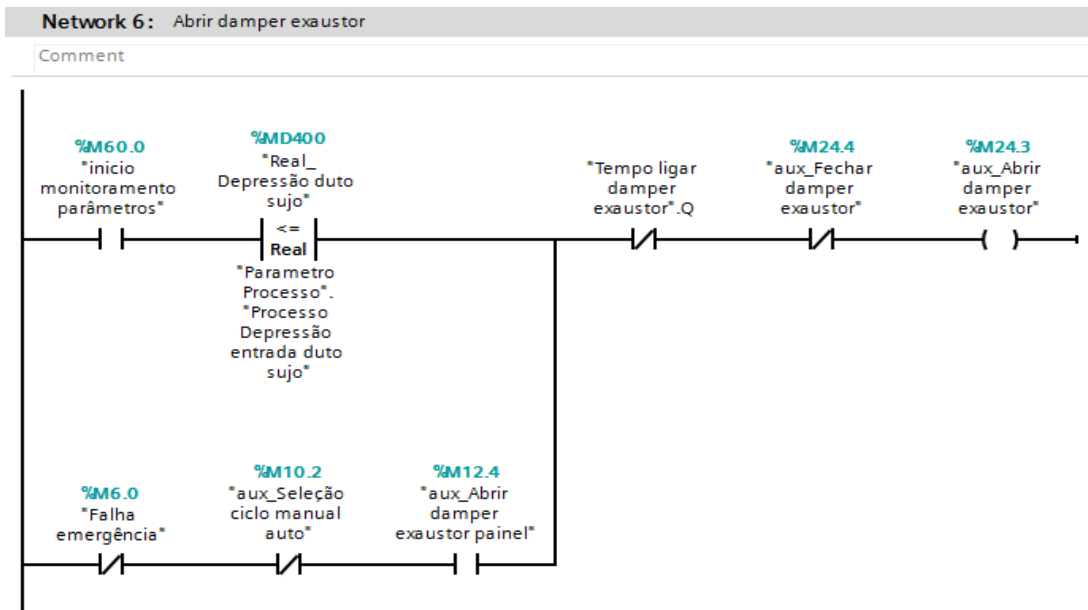 Network 6: Abrir damper exaustor
Comment
%M60.0
"inicio
monitoramento
parâmetros"
%MD400
"Real_
Depressão duto
sujo"
<=
Real
"Parametro
Processo".
"Processo
Depressão
entrada duto
sujo"
"Tempo ligar
damper
exaustor".Q
%M24.4
"aux_Fechar
damper
exaustor"
%M24.3
"aux_Abrir
damper
exaustor"
%M6.0
"Falha
emergência"
%M10.2
"aux_Seleção
ciclo manual
auto"
%M12.4
"aux_Abrir
damper
exaustor painel"